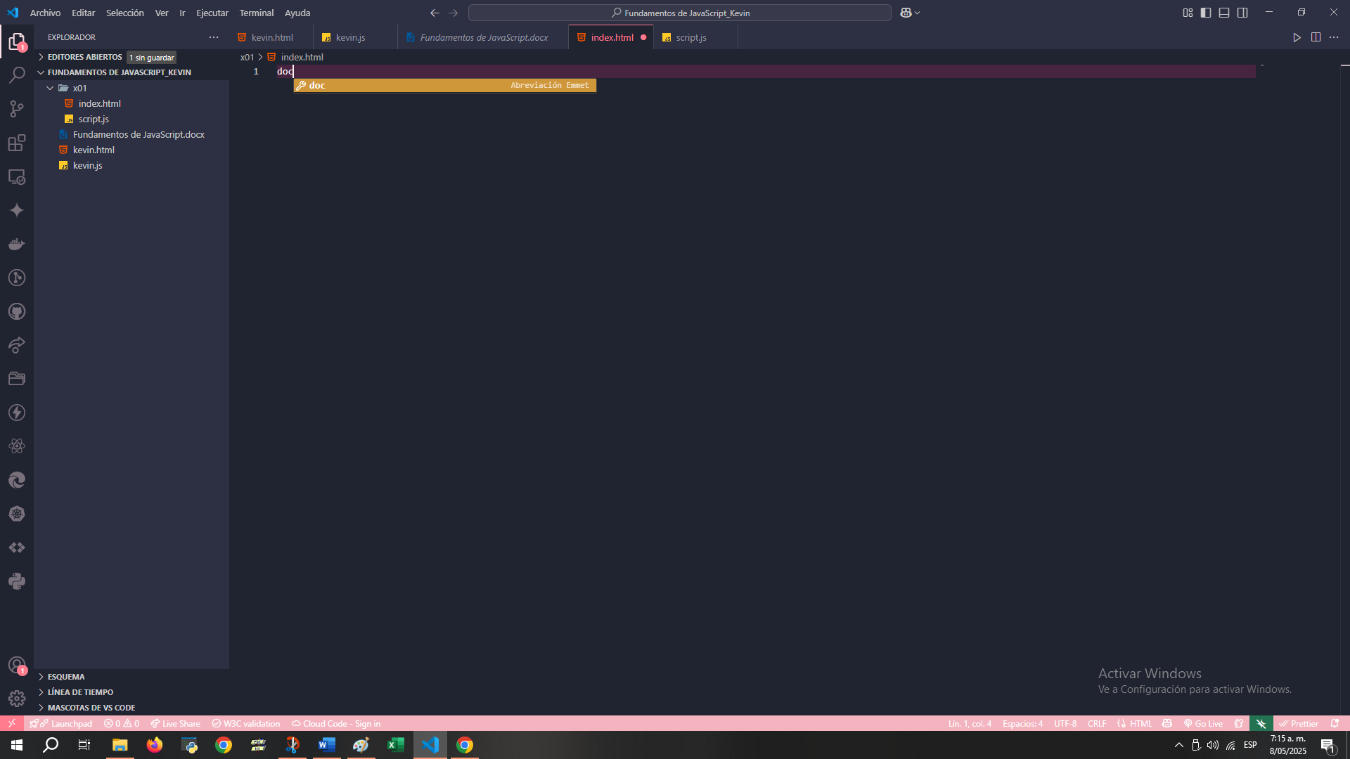 Archivo Editar Selección Ver Ir Ejecutar Terminal Ayuda
Fundamentos de JavaScript_Kevin
EXPLORADOR
kevin.html
kevin.js
Fundamentos de JavaScript.docx
index.html
script.js
EDITORES ABIERTOS 1 sin guardar
x01 > index.html
FUNDAMENTOS DE JAVASCRIPT_KEVIN
1 doc
x01
doc Abreviación Emmet
index.html
script.js
Fundamentos de JavaScript.docx
kevin.html
kevin.js
1
1
ESQUEMA
LÍNEA DE TIEMPO
MASCOTAS DE VS CODE
Activar Windows
Ve a Configuración para activar Windows.
Launchpad 0 0 Live Share W3C validation Cloud Code - Sign in Lín. 1, col. 4 Espacios: 4 UTF-8 CRLF HTML Go Live Prettier
ESP
7:15 a. m.
8/05/2025
1